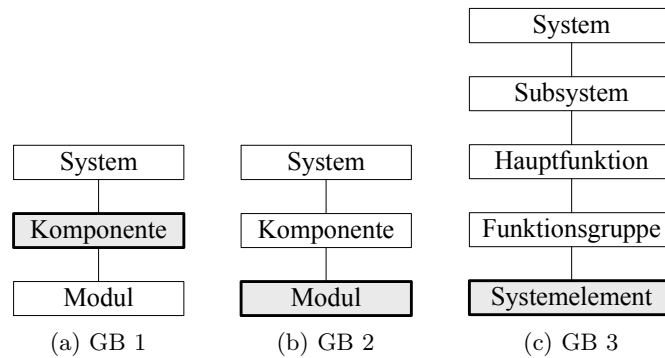 System
Komponente
Modul
(a) GB 1
System
Komponente
Modul
(b) GB 2
System
Subsystem
Hauptfunktion
Funktionsgruppe
Systemelement
(c) GB 3